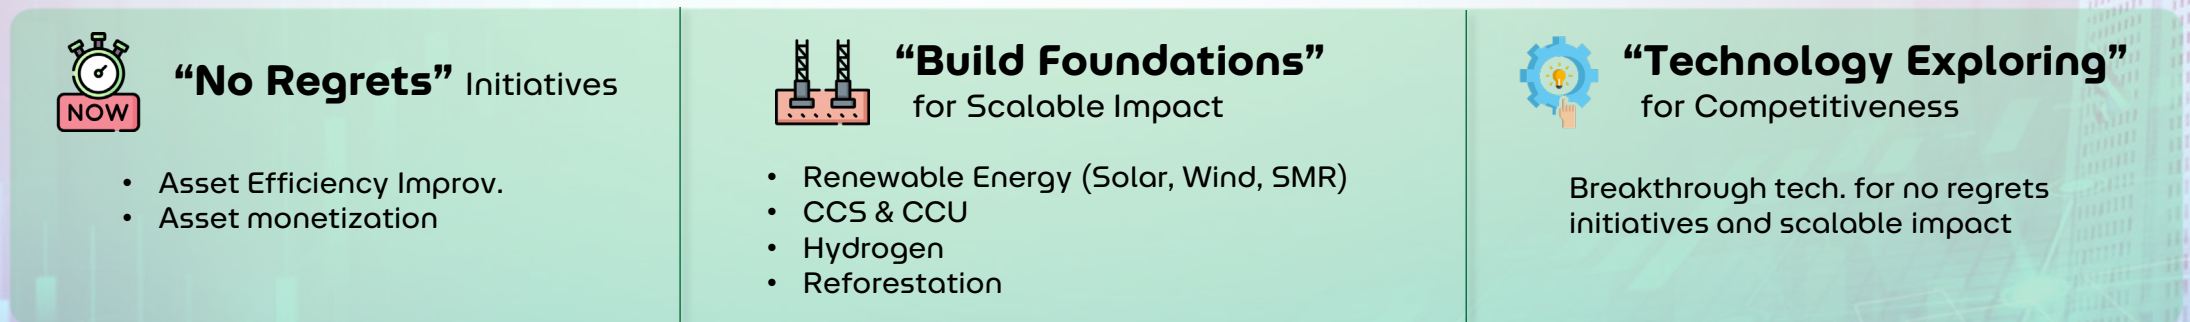 NOW
“No Regrets” Initiatives
• Asset Efficiency Improv.
• Asset monetization
“Build Foundations”
for Scalable Impact
• Renewable Energy (Solar, Wind, SMR)
• CCS & CCU
• Hydrogen
• Reforestation
“Technology Exploring”
for Competitiveness
Breakthrough tech. for no regrets
initiatives and scalable impact